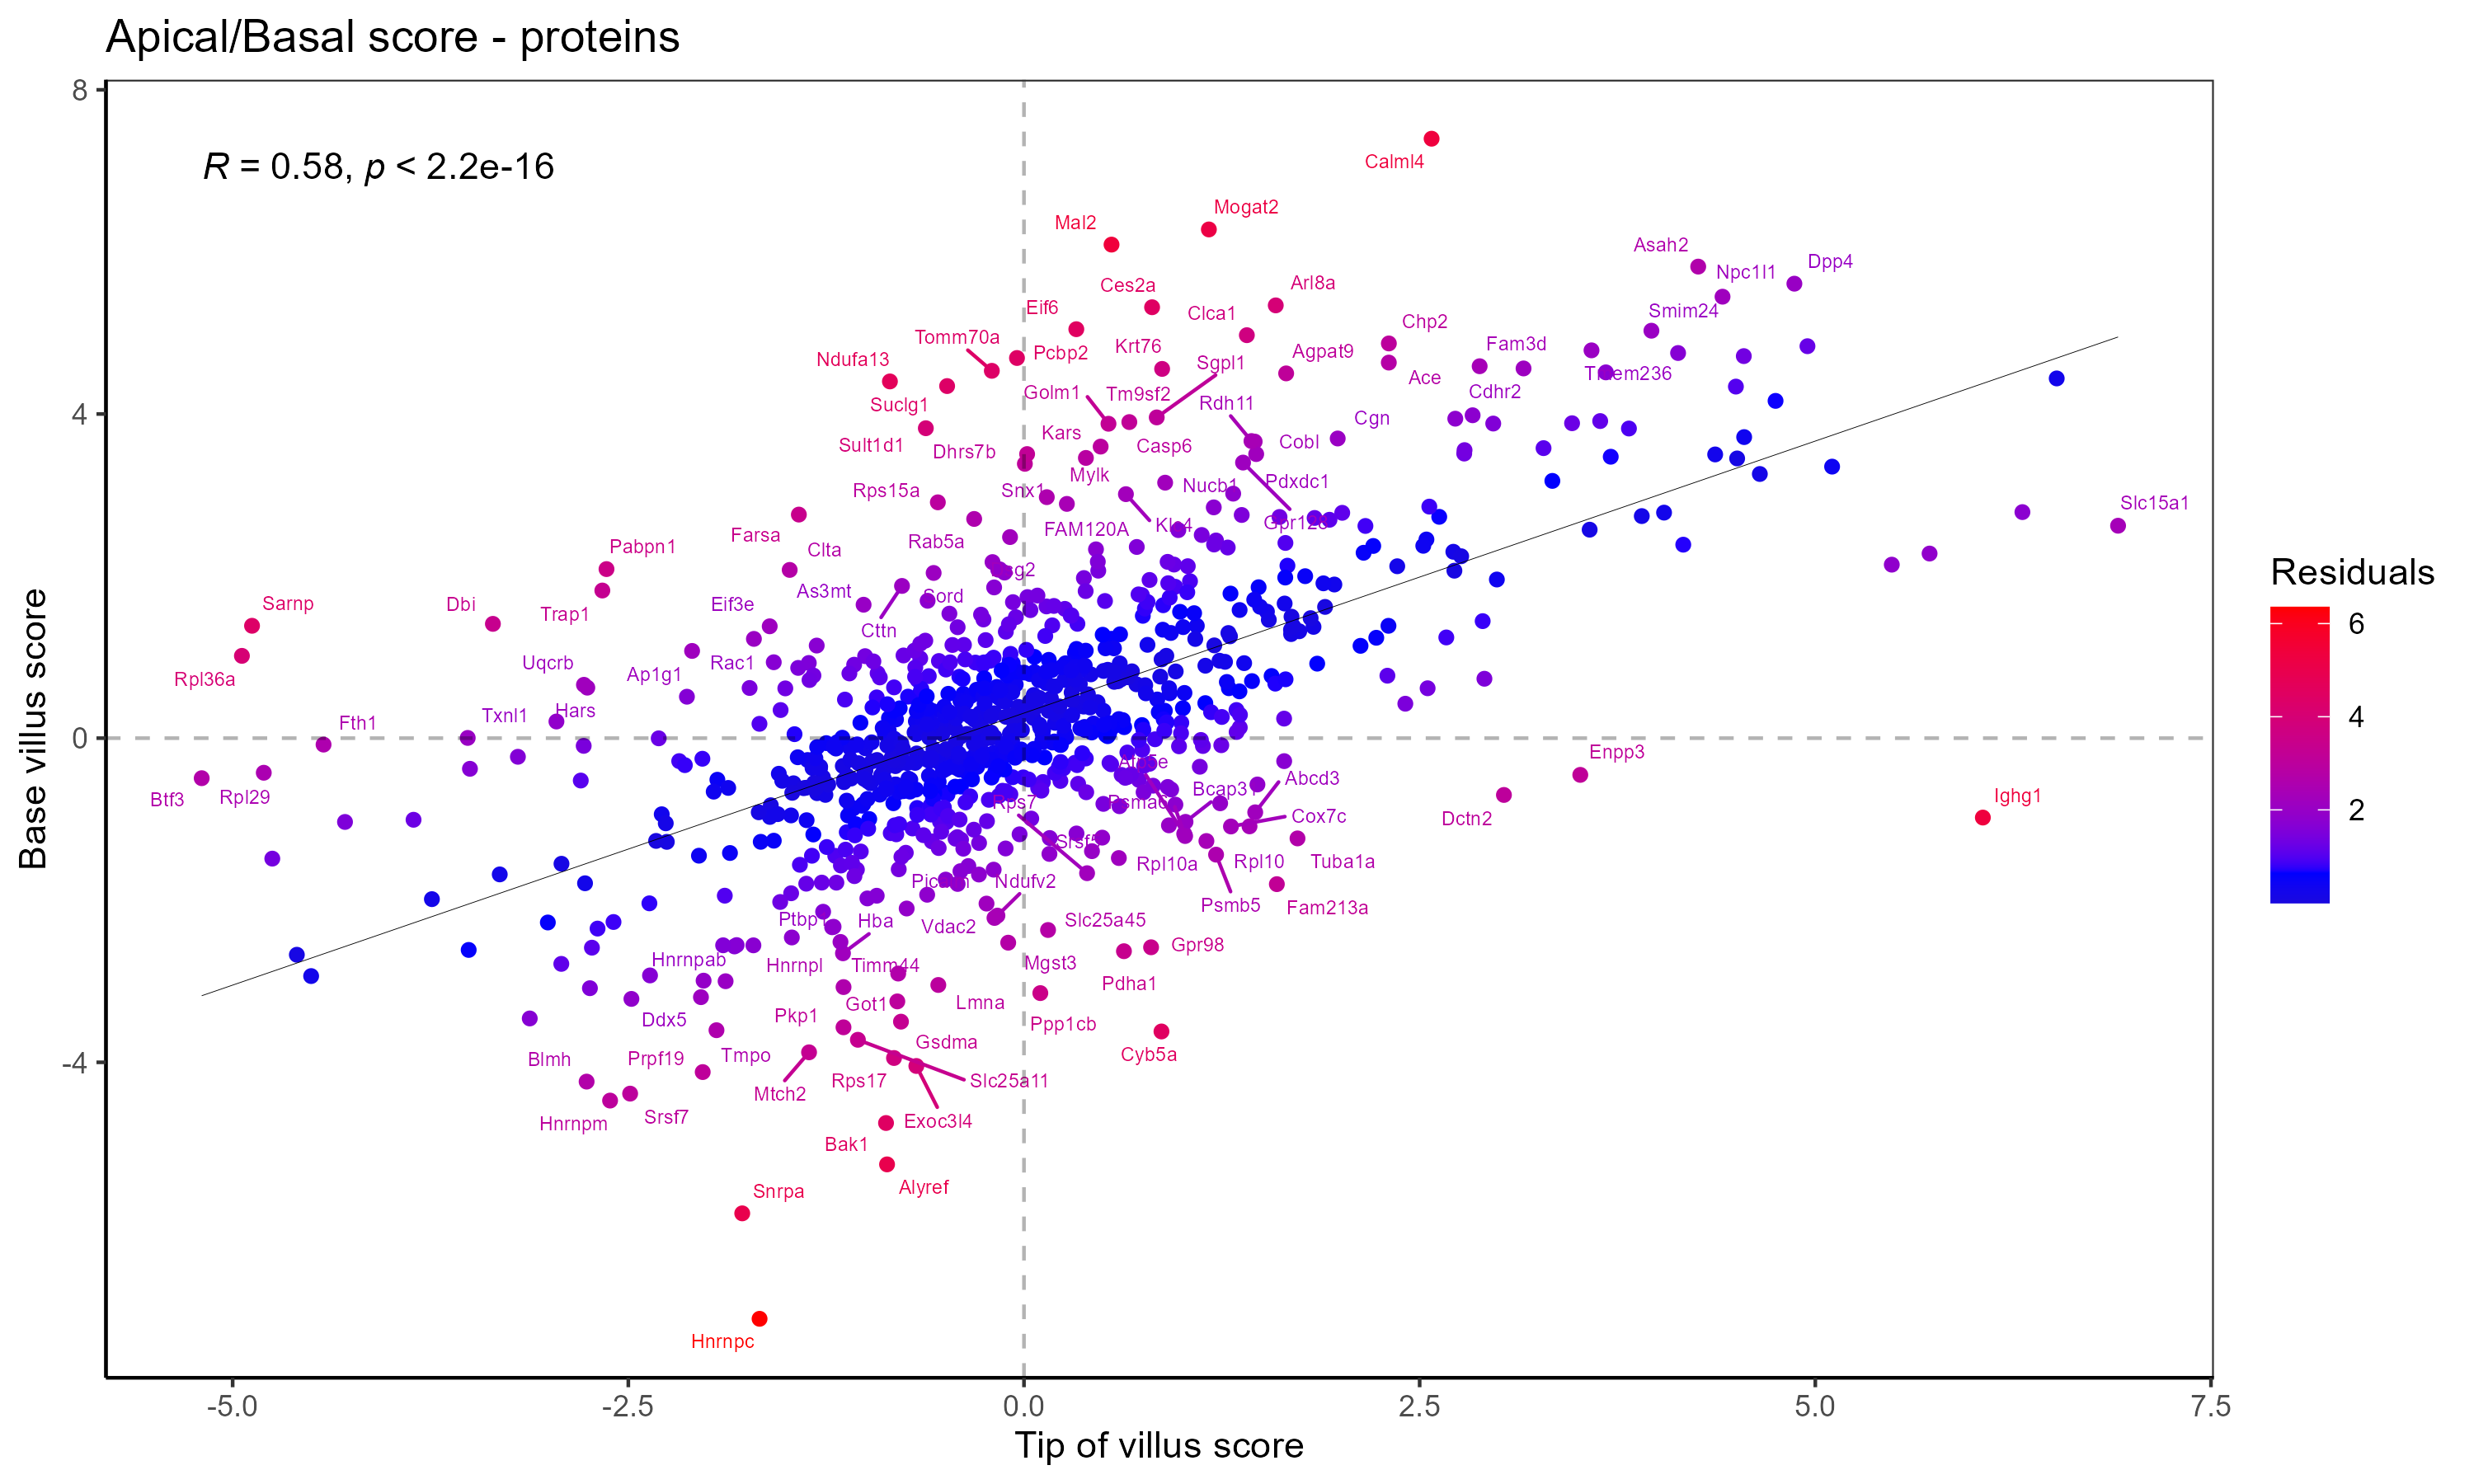 Apical/Basal score - proteins
8
R = 0.58, p < 2.2e-16
Calml4
Mogat2
Mal2
Asah2
Npc1l1
Dpp4
Ces2a
Arl8a
Eif6
Clca1
Smim24
Chp2
Tomm70a
Pcbp2
Krt76
Fam3d
Agpat9
Ndufa13
Sgpl1
Ace
Tmem236
Golm1
Tm9sf2
Cdhr2
Suclg1
Rdh11
4
Cgn
Kars
Cobl
Sult1d1
Dhrs7b
Casp6
Mylk
Pdxdc1
Rps15a
Snx1
Nucb1
Slc15a1
FAM120A
Klc4
Farsa
Rab5a
Clta
Pabpn1
As3mt
Sord
Sarnp
Dbi
Trap1
Eif3e
Cttn
Rpl36a
Uqcrb
Ap1g1
Rac1
Fth1
Txnl1
Hars
0
Enpp3
Btf3
Rpl29
Rps7
Bcap31
Abcd3
Dctn2
Ighg1
Cox7c
Rpl10a
Rpl10
Tuba1a
Ndufv2
Psmb5
Fam213a
Hba
Vdac2
Slc25a45
Gpr98
Hnrnpab
Hnrnpl
Timm44
Mgst3
Pdha1
Got1
Lmna
Ddx5
Pkp1
Ppp1cb
Gsdma
Cyb5a
-4
Blmh
Prpf19
Tmpo
Mtch2
Rps17
Slc25a11
Hnrnpm
Srsf7
Exoc3l4
Bak1
Alyref
Snrpa
Hnrnpc
-5.0
-2.5
0.0
2.5
5.0
7.5
Tip of villus score
Base villus score
Residuals
6
4
2